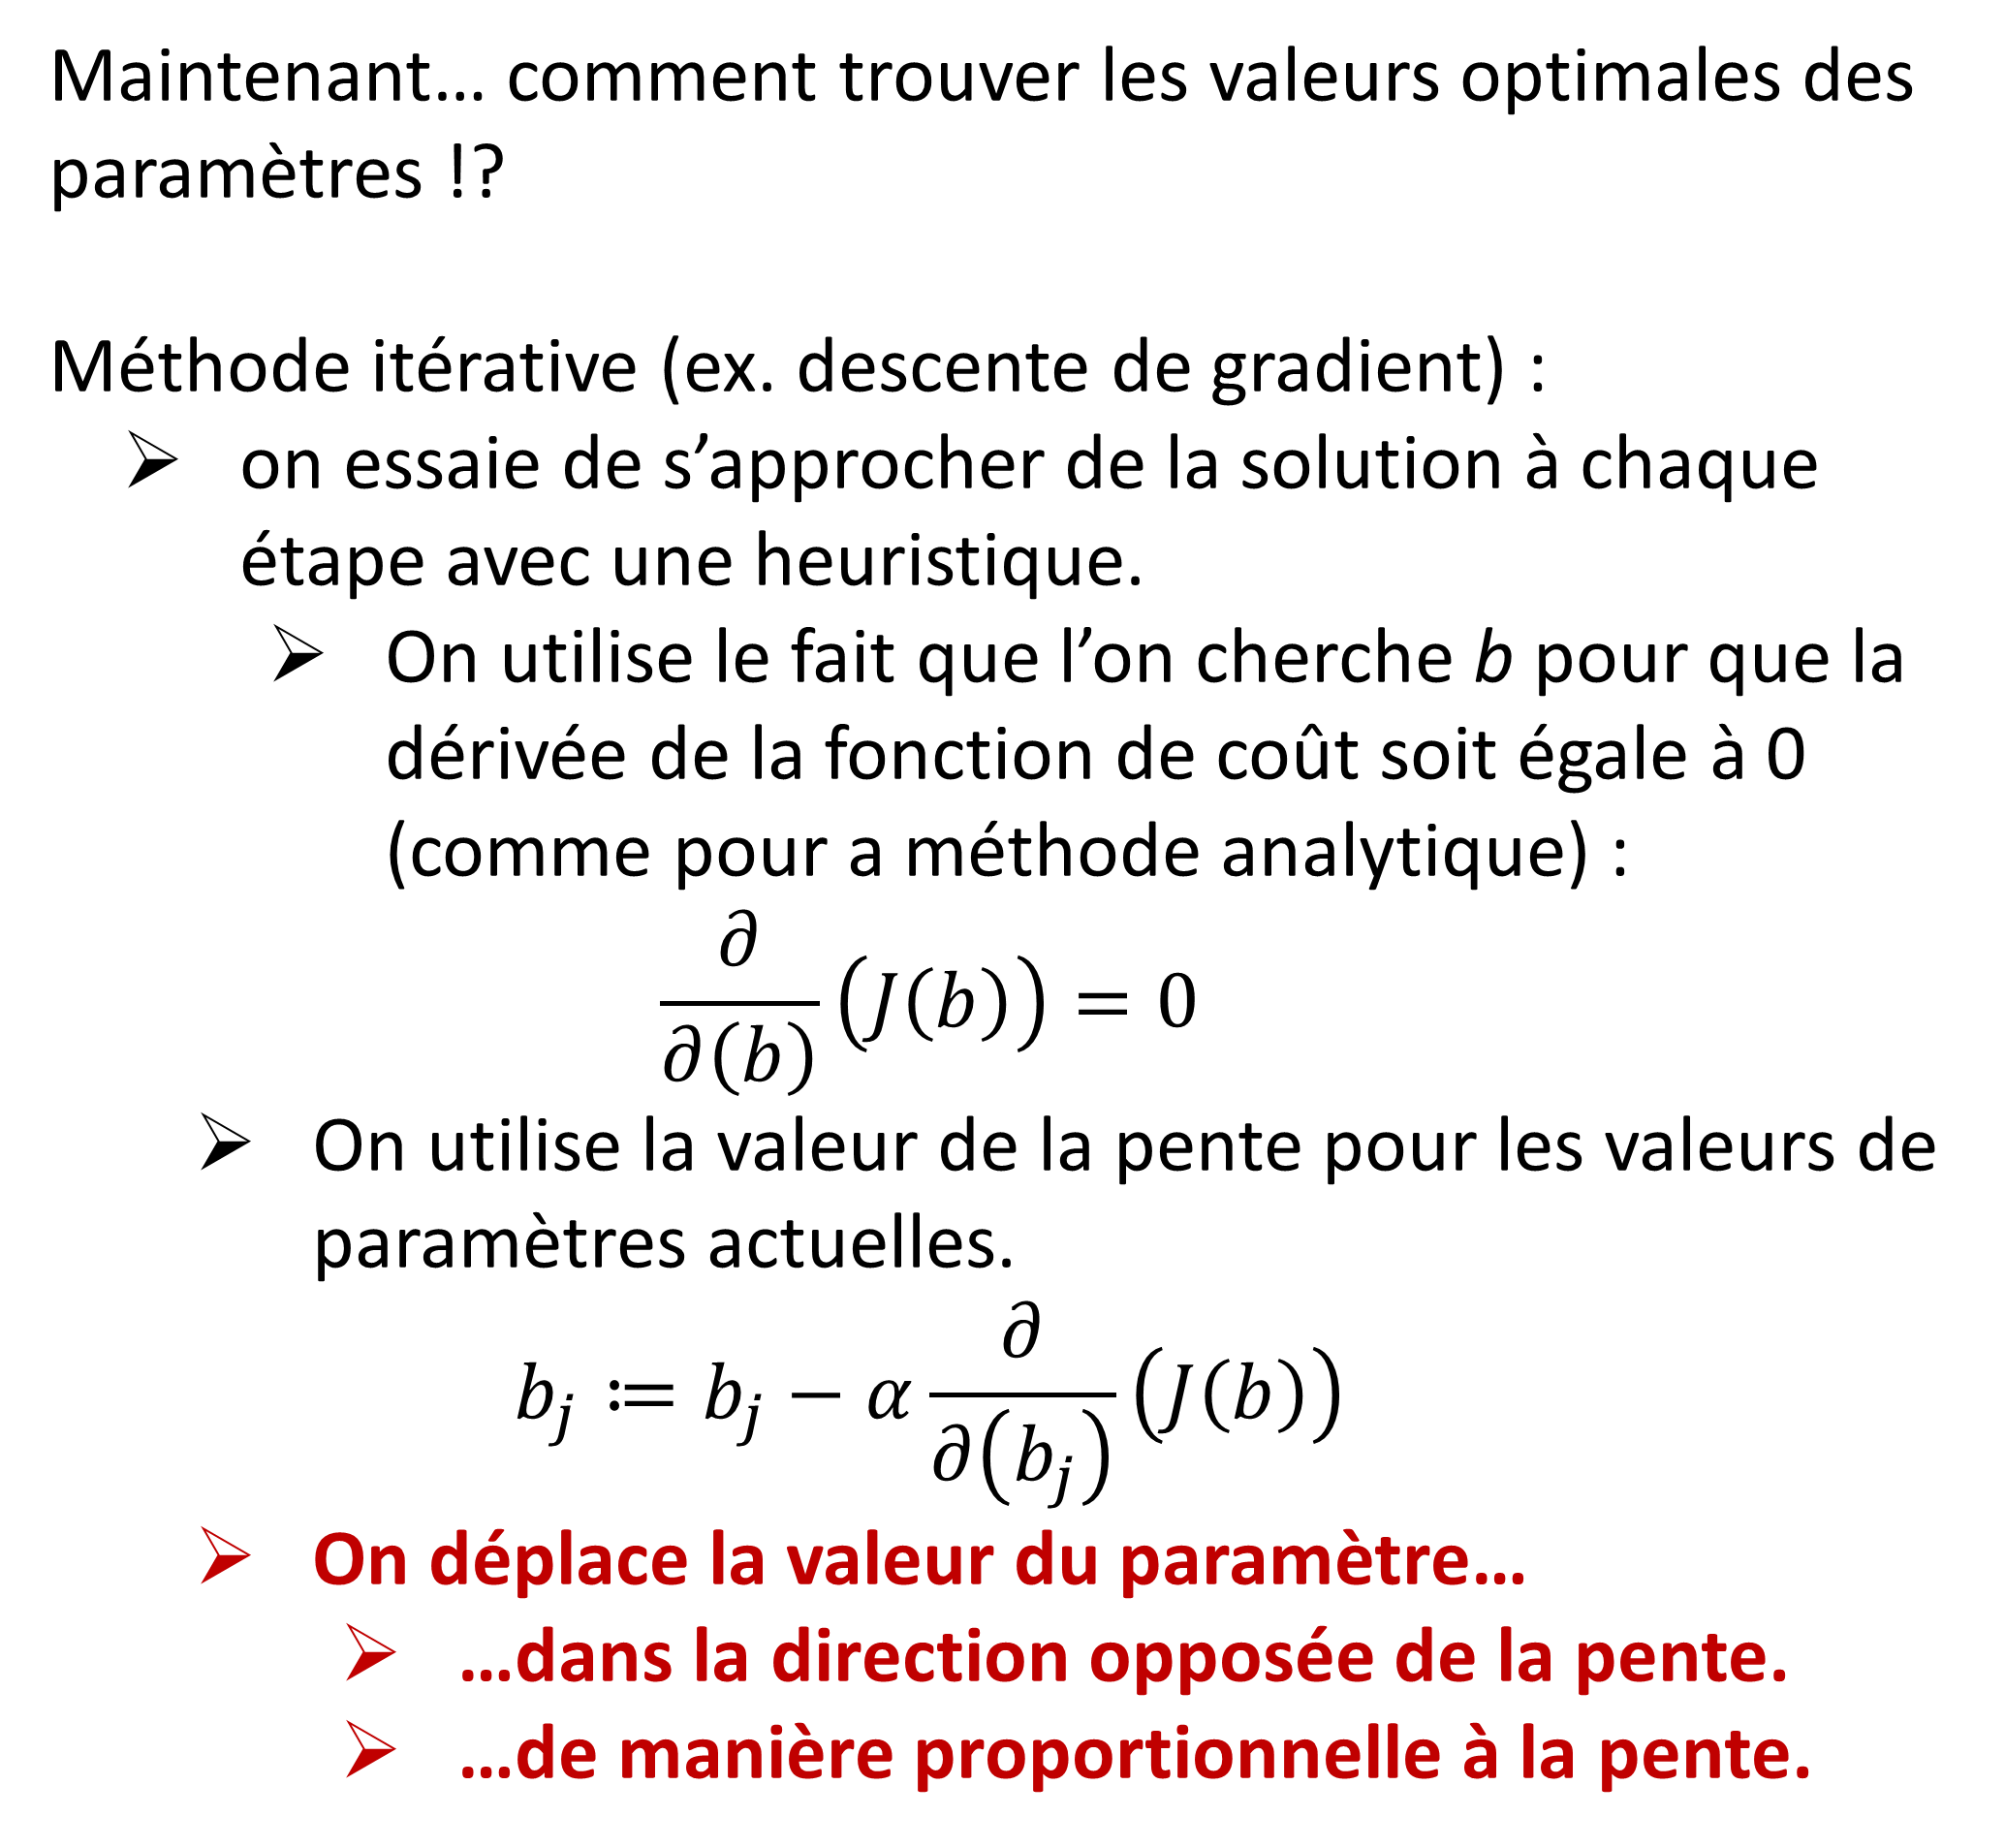 Maintenant… comment trouver les valeurs optimales des
paramètres !?
Méthode itérative (ex. descente de gradient) :
➢ on essaie de s’approcher de la solution à chaque
étape avec une heuristique.
➢ On utilise le fait que l’on cherche b pour que la
dérivée de la fonction de coût soit égale à 0
(comme pour a méthode analytique) :
∂/∂(b) (J(b)) = 0
➢ On utilise la valeur de la pente pour les valeurs de
paramètres actuelles.
b_j := b_j − α ∂/∂(b_j) (J(b))
➢ On déplace la valeur du paramètre…
➢ …dans la direction opposée de la pente.
➢ …de manière proportionnelle à la pente.